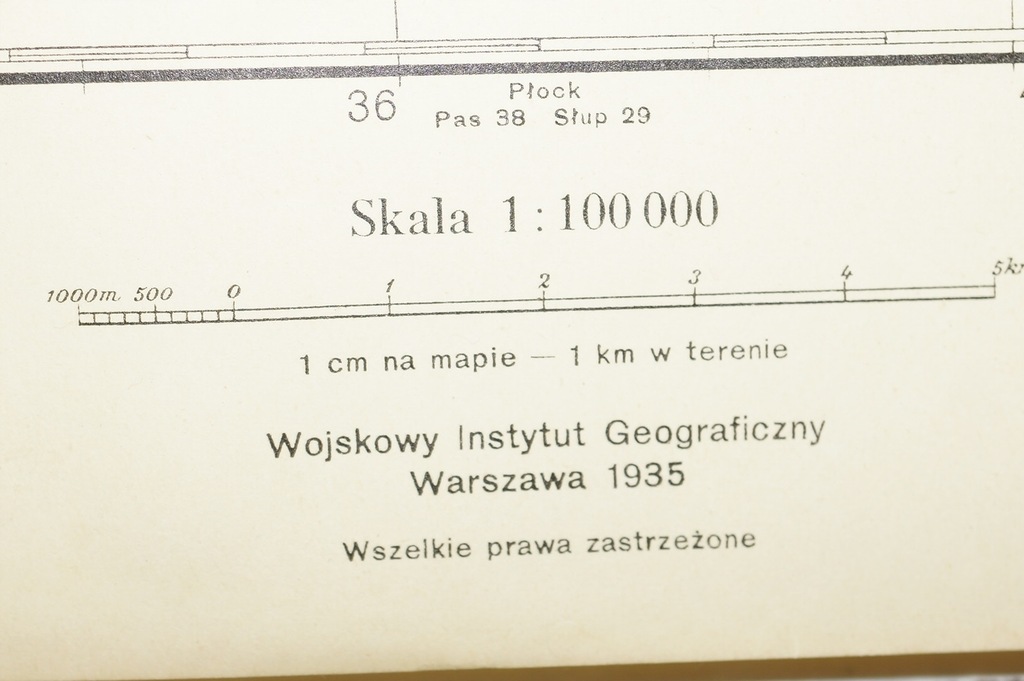 36 Płock
Pas 38 Słup 29
Skala 1 : 100 000
1000m. 500 0 1 2 3 4 5
1 cm na mapie — 1 km w terenie
Wojskowy Instytut Geograficzny
Warszawa 1935
Wszelkie prawa zastrzeżone